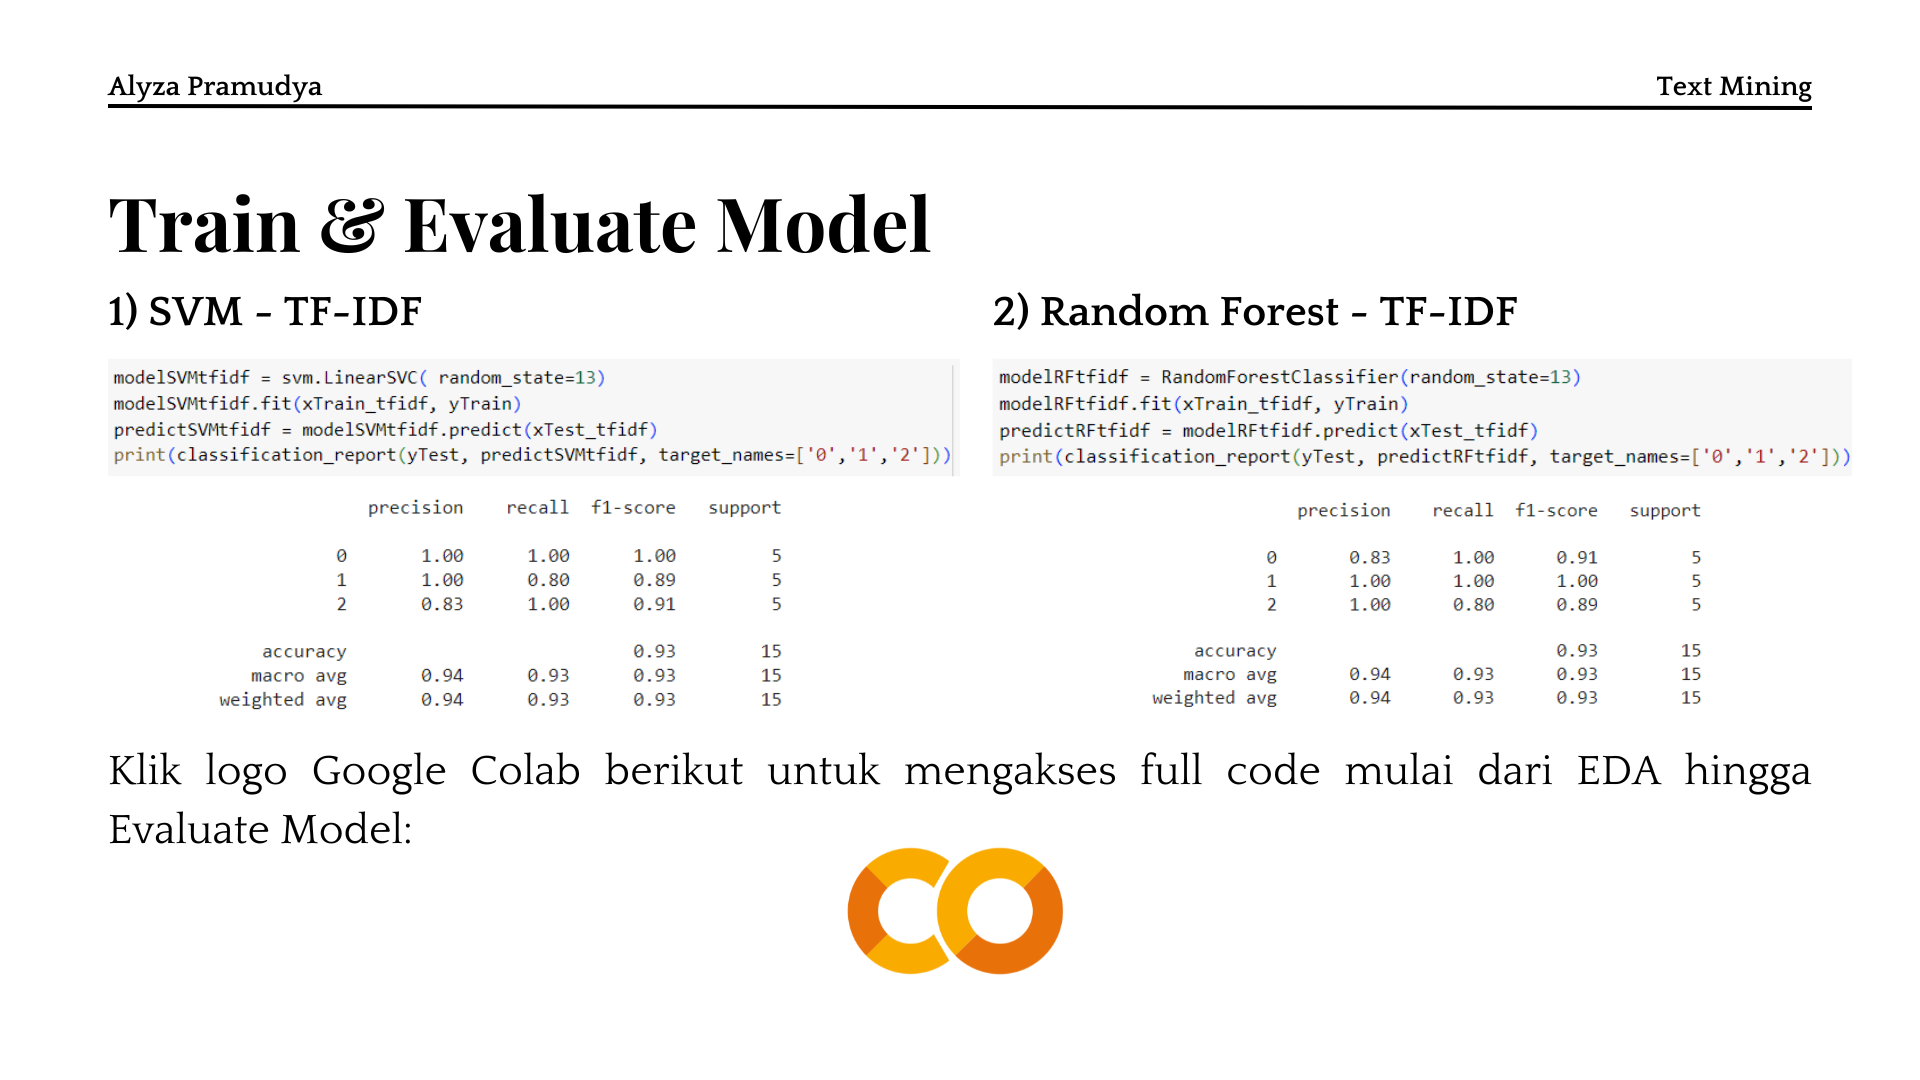 Alyza Pramudya
Text Mining
Train & Evaluate Model
1) SVM - TF-IDF
modelSVMtfidf = svm.LinearSVC( random_state=13)
modelSVMtfidf.fit(xTrain_tfidf, yTrain)
predictSVMtfidf = modelSVMtfidf.predict(xTest_tfidf)
print(classification_report(yTest, predictSVMtfidf, target_names=['0','1','2']))
precision recall f1-score support
0 1.00 1.00 1.00 5
1 1.00 0.80 0.89 5
2 0.83 1.00 0.91 5
accuracy 0.93 15
macro avg 0.94 0.93 0.93 15
weighted avg 0.94 0.93 0.93 15
2) Random Forest - TF-IDF
modelRFtfidf = RandomForestClassifier(random_state=13)
modelRFtfidf.fit(xTrain_tfidf, yTrain)
predictRFtfidf = modelRFtfidf.predict(xTest_tfidf)
print(classification_report(yTest, predictRFtfidf, target_names=['0','1','2']))
precision recall f1-score support
0 0.83 1.00 0.91 5
1 1.00 1.00 1.00 5
2 1.00 0.80 0.89 5
accuracy 0.93 15
macro avg 0.94 0.93 0.93 15
weighted avg 0.94 0.93 0.93 15
Klik logo Google Colab berikut untuk mengakses full code mulai dari EDA hingga
Evaluate Model: